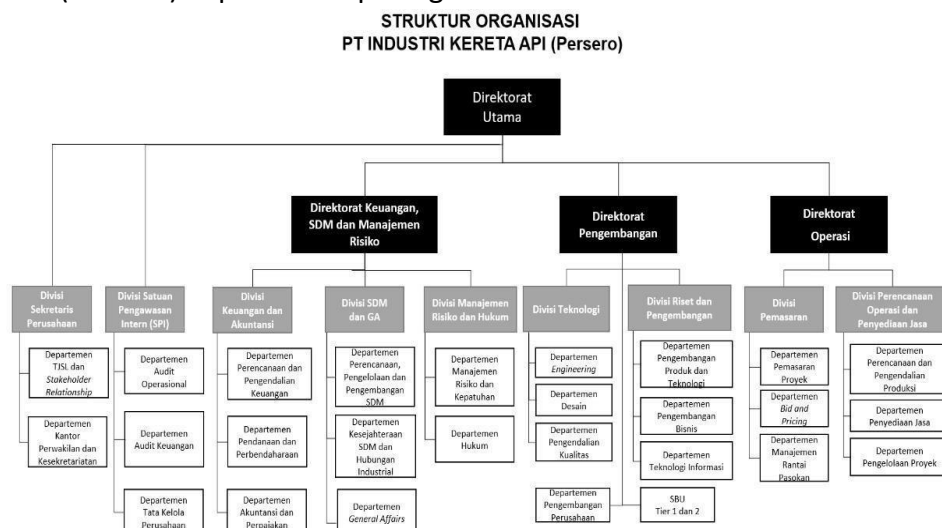 STRUKTUR ORGANISASI
PT INDUSTRI KERETA API (Persero)
Direktorat
Utama
Direktorat Keuangan,
SDM dan Manajemen
Risiko
Direktorat
Pengembangan
Direktorat
Operasi
Divisi
Sekretaris
Perusahaan
Divisi Satuan
Pengawasan
Intern (SPI)
Divisi
Keuangan dan
Akuntansi
Divisi SDM
dan GA
Divisi Manajemen
Risiko dan Hukum
Divisi Teknologi
Divisi Riset dan
Pengembangan
Divisi
Pemasaran
Divisi Perencanaan
Operasi dan
Penyediaan Jasa
Departemen
TJSL dan
Stakeholder
Relationship
Departemen
Kantor
Perwakilan dan
Kesekretariatan
Departemen
Audit
Operasional
Departemen
Audit Keuangan
Departemen
Tata Kelola
Perusahaan
Departemen
Perencanaan dan
Pengendalian
Keuangan
Departemen
Pendanaan dan
Perbendaharaan
Departemen
Akuntansi dan
Perpajakan
Departemen
Perencanaan,
Pengelolaan dan
Pengembangan
SDM
Departemen
Kesejahteraan
SDM dan
Hubungan
Industrial
Departemen
General Affairs
Departemen
Manajemen
Risiko dan
Kepatuhan
Departemen
Hukum
Departemen
Engineering
Departemen
Desain
Departemen
Pengendalian
Kualitas
Departemen
Pengembangan
Perusahaan
Departemen
Pengembangan
Produk dan
Teknologi
Departemen
Pengembangan
Bisnis
Departemen
Teknologi Informasi
SBU
Tier 1 dan 2
Departemen
Pemasaran
Proyek
Departemen
Bid and
Pricing
Departemen
Manajemen
Rantai
Pasokan
Departemen
Perencanaan dan
Pengendalian
Produksi
Departemen
Penyediaan Jasa
Departemen
Pengelolaan Proyek